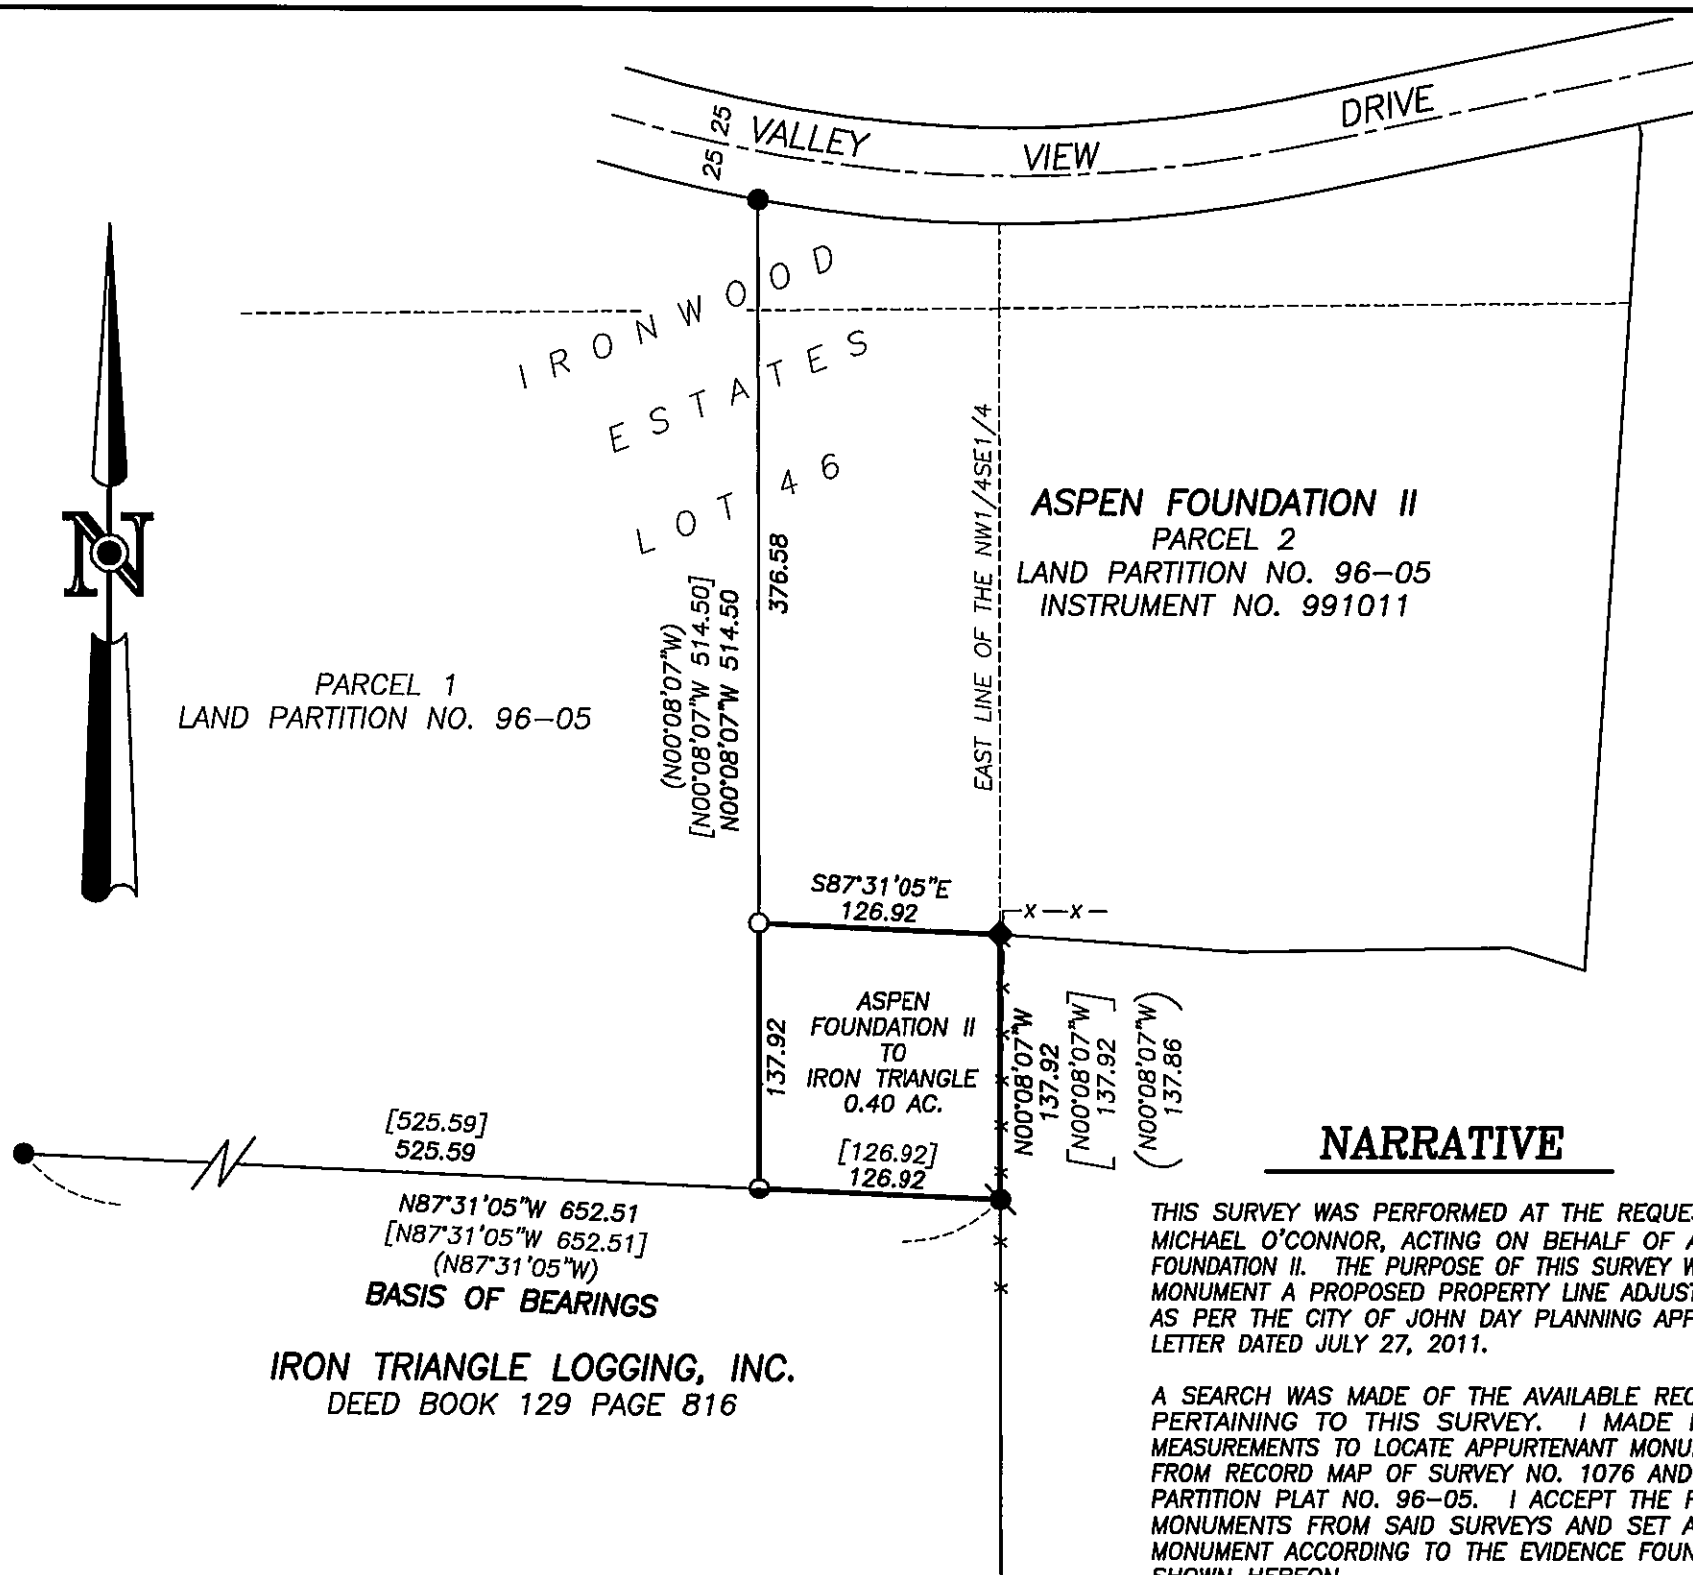 VALLEY VIEW DRIVE
25
25
IRONWOOD
ESTATES
LOT 46
N
376.58
(N00°08'07"W)
[N00°08'07"W 514.50]
N00°08'07"W 514.50
EAST LINE OF THE NW1/4SE1/4
ASPEN FOUNDATION II
PARCEL 2
LAND PARTITION NO. 96-05
INSTRUMENT NO. 991011
PARCEL 1
LAND PARTITION NO. 96-05
S87°31'05"E
126.92
x—x—
ASPEN
FOUNDATION II
TO
IRON TRIANGLE
0.40 AC.
137.92
N00°08'07"W
137.92
[N00°08'07"W]
[137.92]
(N00°08'07"W)
(137.86)
[525.59]
525.59
[126.92]
126.92
N87°31'05"W 652.51
[N87°31'05"W 652.51]
(N87°31'05"W)
BASIS OF BEARINGS
IRON TRIANGLE LOGGING, INC.
DEED BOOK 129 PAGE 816
NARRATIVE
THIS SURVEY WAS PERFORMED AT THE REQUE
MICHAEL O'CONNOR, ACTING ON BEHALF OF
FOUNDATION II. THE PURPOSE OF THIS SURVEY
MONUMENT A PROPOSED PROPERTY LINE ADJUST
AS PER THE CITY OF JOHN DAY PLANNING APP
LETTER DATED JULY 27, 2011.
A SEARCH WAS MADE OF THE AVAILABLE REC
PERTAINING TO THIS SURVEY. I MADE
MEASUREMENTS TO LOCATE APPURTENANT MONU
FROM RECORD MAP OF SURVEY NO. 1076 AND
PARTITION PLAT NO. 96-05. I ACCEPT THE
MONUMENTS FROM SAID SURVEYS AND SET A
MONUMENT ACCORDING TO THE EVIDENCE FOUN
SHOWN HEREON